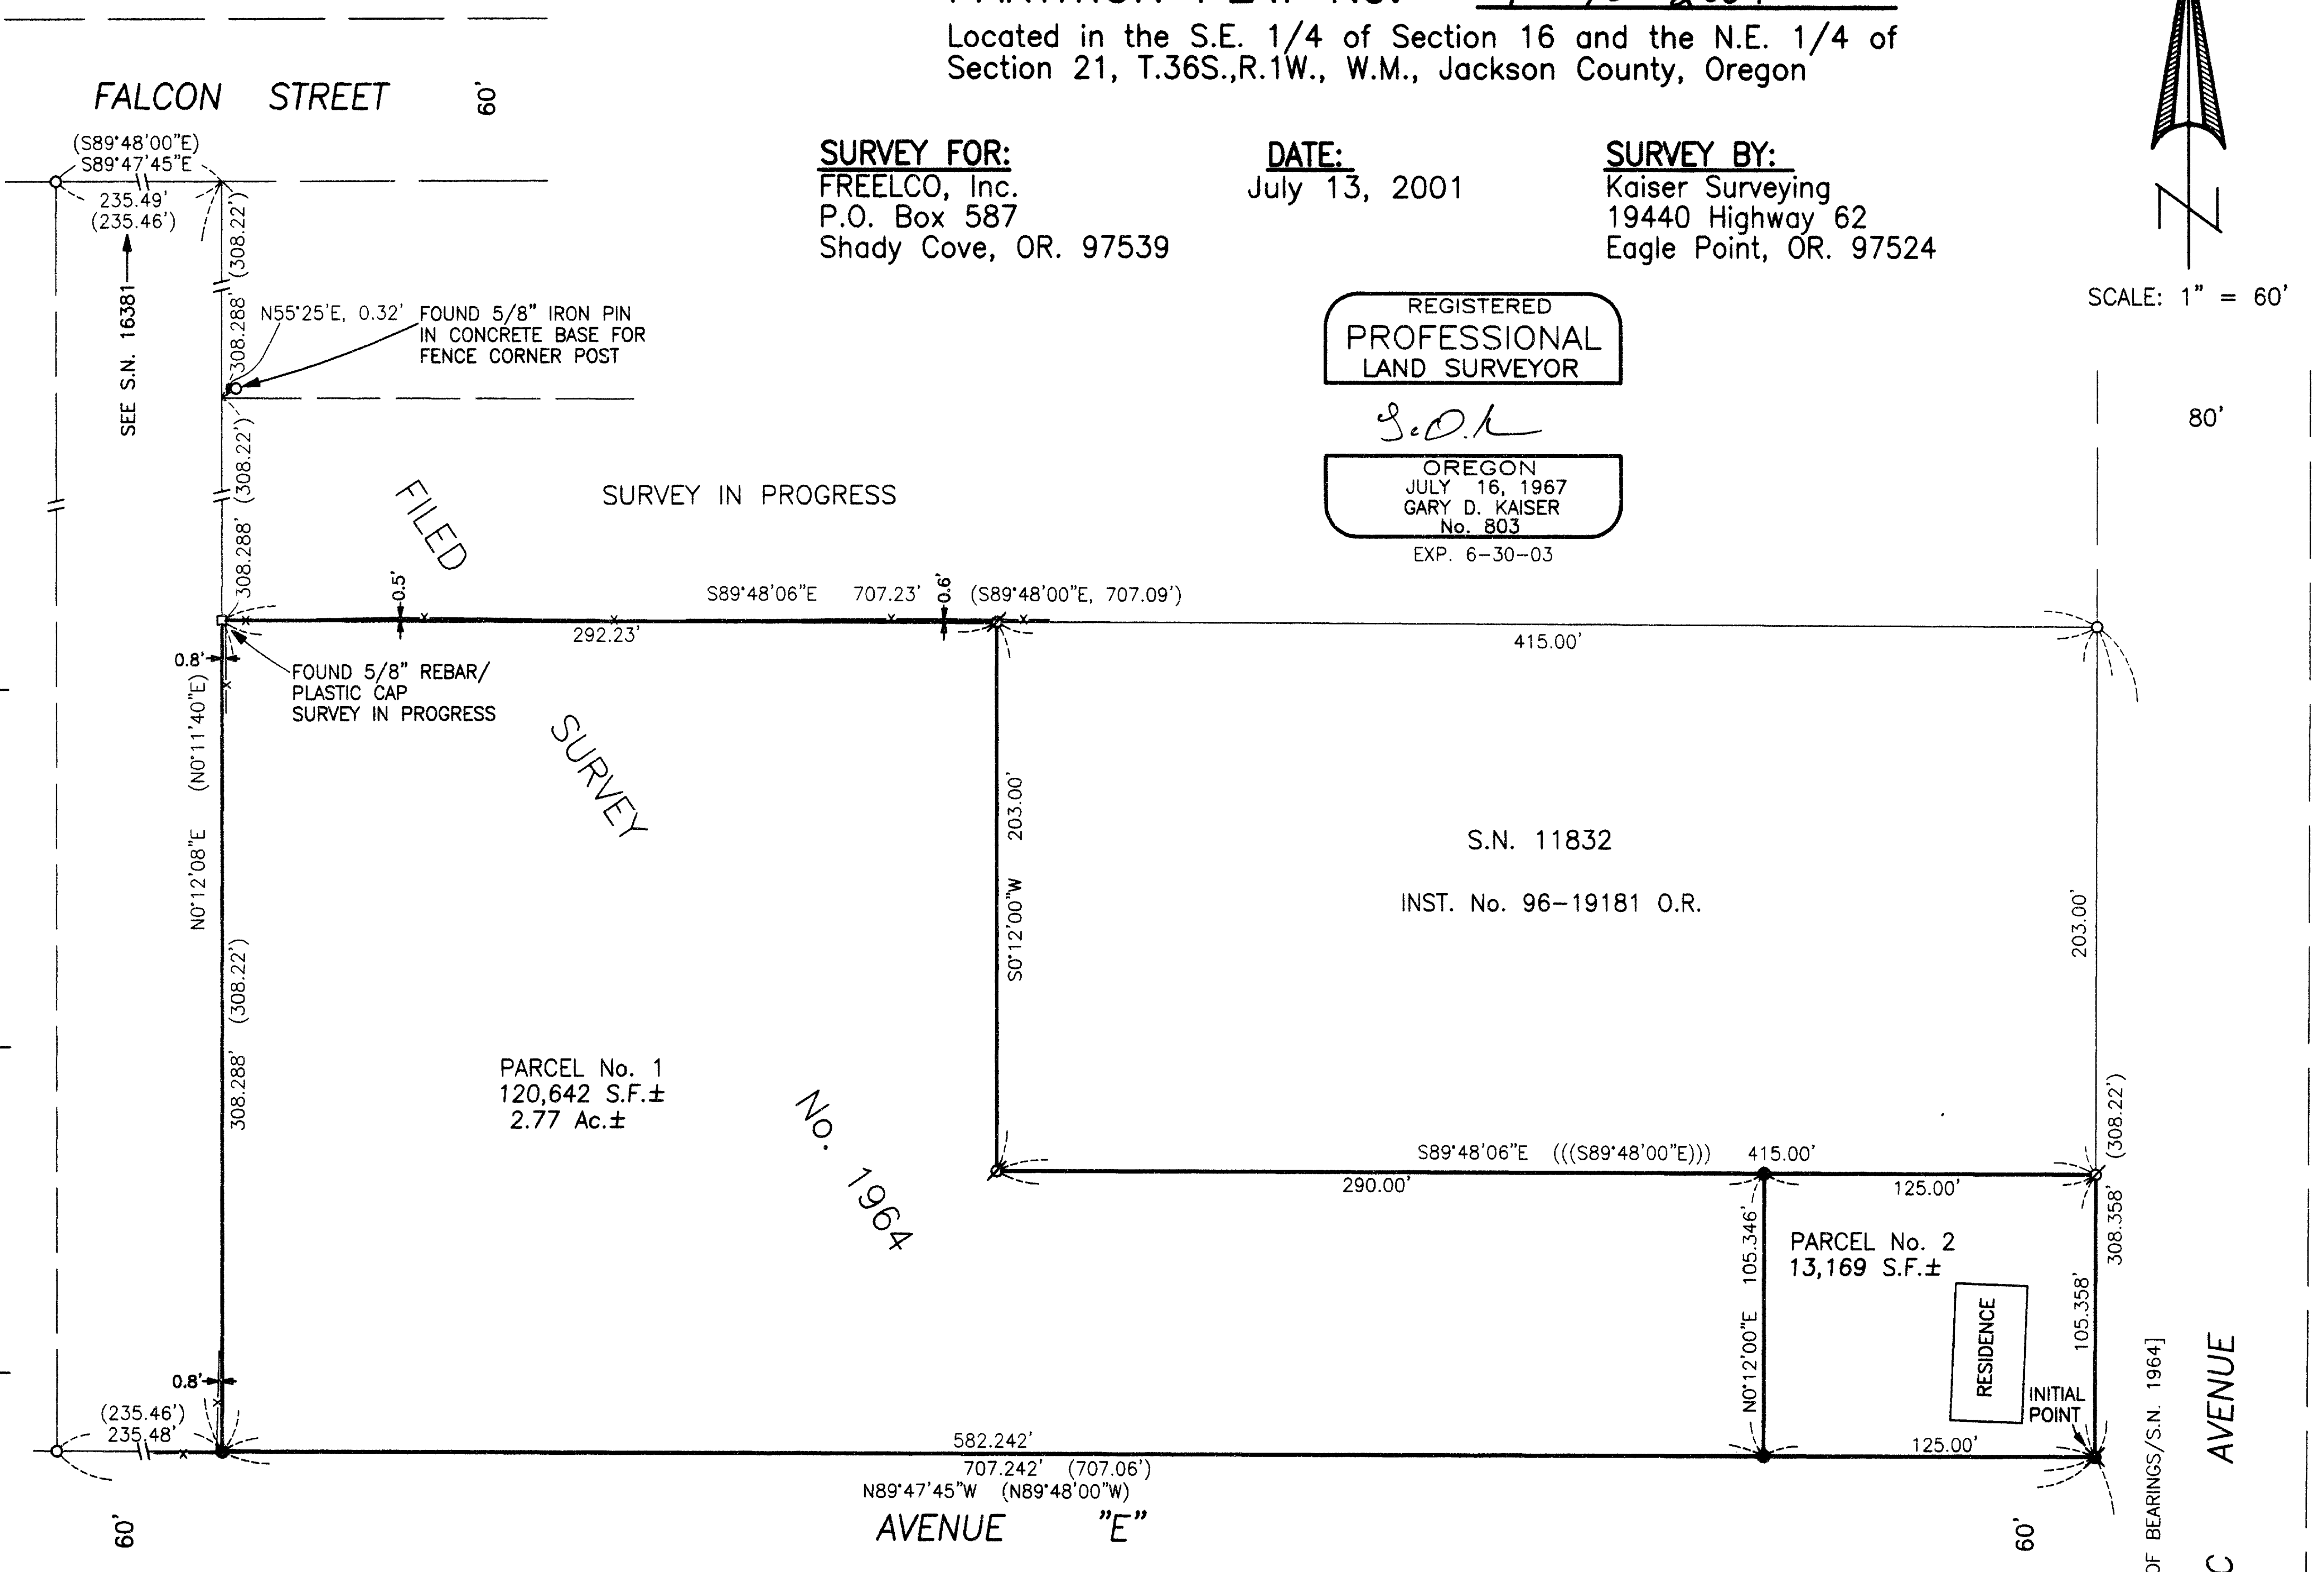 Located in the S.E. 1/4 of Section 16 and the N.E. 1/4 of
Section 21, T.36S.,R.1W., W.M., Jackson County, Oregon
FALCON STREET
60'
(S89°48'00"E)
S89°47'45"E
235.49'
(235.46')
SEE S.N. 16381
SURVEY FOR:
FREELCO, Inc.
P.O. Box 587
Shady Cove, OR. 97539
DATE:
July 13, 2001
SURVEY BY:
Kaiser Surveying
19440 Highway 62
Eagle Point, OR. 97524
N
SCALE: 1" = 60'
308.288' (308.22')
N55°25'E, 0.32'
FOUND 5/8" IRON PIN
IN CONCRETE BASE FOR
FENCE CORNER POST
REGISTERED
PROFESSIONAL
LAND SURVEYOR
OREGON
JULY 16, 1967
GARY D. KAISER
No. 803
EXP. 6-30-03
80'
308.288' (308.22')
FILED
SURVEY
No. 1964
SURVEY IN PROGRESS
0.5'
S89°48'06"E 707.23'
0.6'
(S89°48'00"E, 707.09')
292.23'
415.00'
0.8'
FOUND 5/8" REBAR/
PLASTIC CAP
SURVEY IN PROGRESS
N0°12'08"E (N0°11'40"E)
308.288' (308.22')
S0°12'00"W 203.00'
S.N. 11832
INST. No. 96-19181 O.R.
203.00'
PARCEL No. 1
120,642 S.F.±
2.77 Ac.±
S89°48'06"E (((S89°48'00"E))) 415.00'
290.00'
125.00'
308.358' (308.22')
N0°12'00"E 105.346'
PARCEL No. 2
13,169 S.F.±
RESIDENCE
105.358'
INITIAL
POINT
0.8'
(235.46')
235.48'
582.242'
125.00'
707.242' (707.06')
N89°47'45"W (N89°48'00"W)
AVENUE "E"
60'
60'
OF BEARINGS/S.N. 1964]
C AVENUE